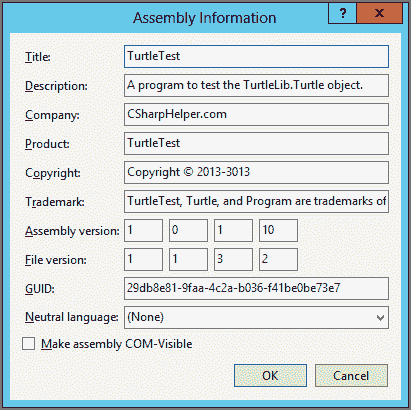 Assembly Information
? x
Title: TurtleTest
Description: A program to test the TurtleLib.Turtle object.
Company: CSharpHelper.com
Product: TurtleTest
Copyright: Copyright © 2013-3013
Trademark: TurtleTest, Turtle, and Program are trademarks of
Assembly version: 1 0 1 10
File version: 1 1 3 2
GUID: 29db8e81-9faa-4c2a-b036-f41be0be73e7
Neutral language: (None)
Make assembly COM-Visible
OK Cancel